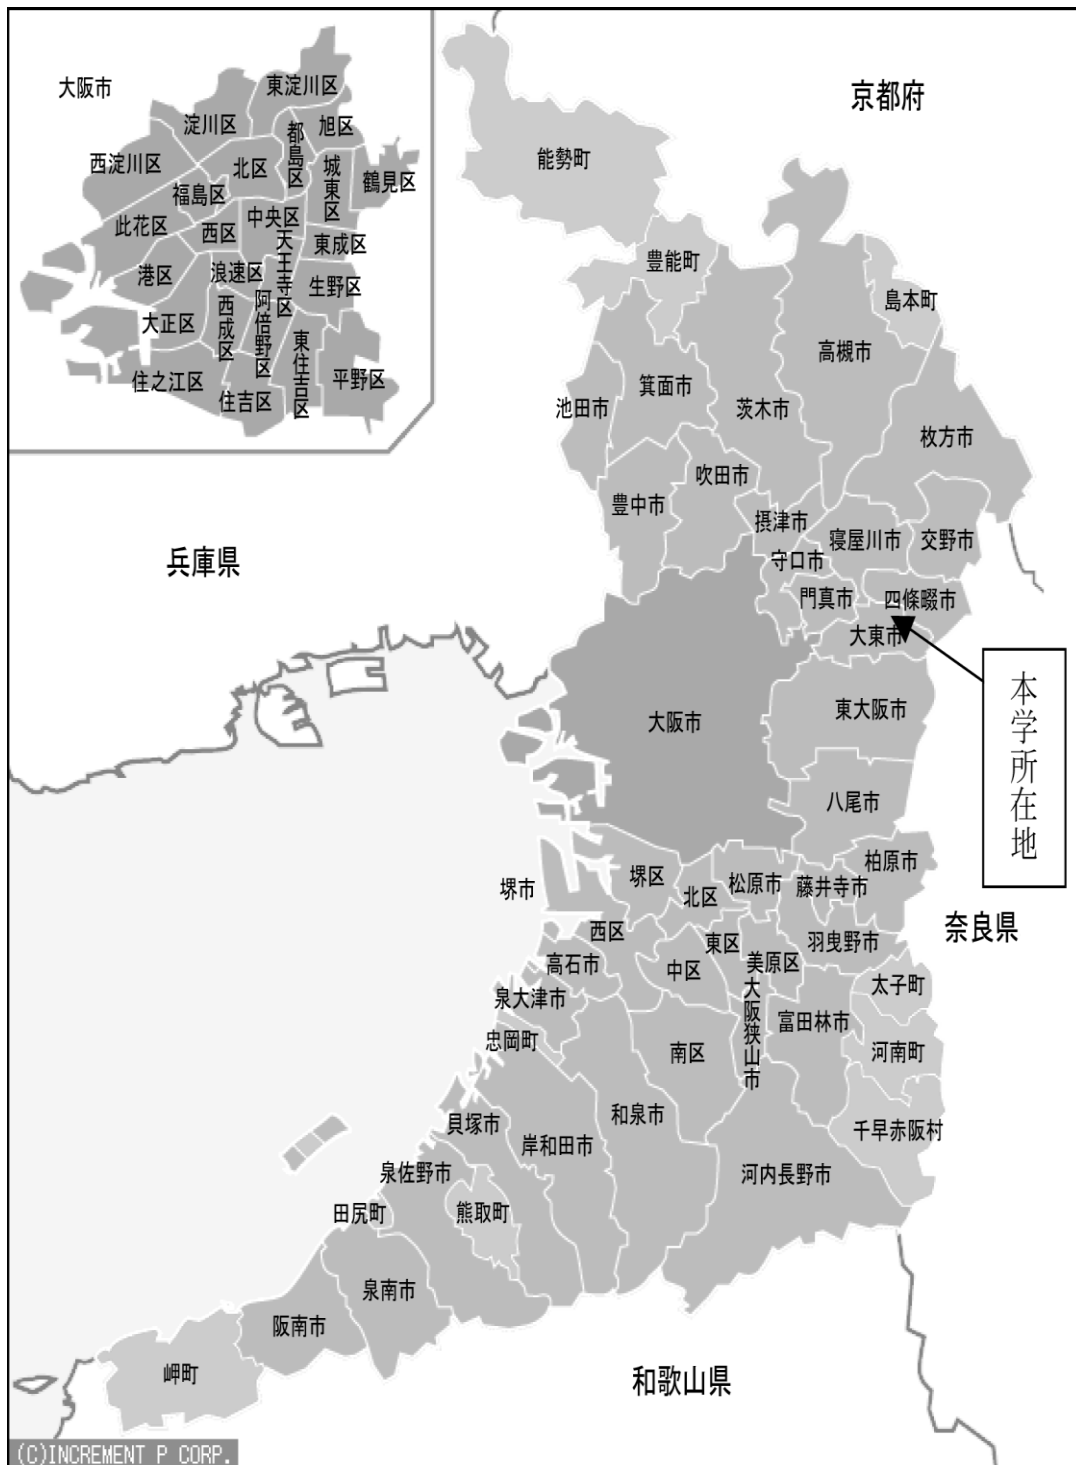 大阪市
東淀川区
淀川区
都島区
旭区
西淀川区
北区
城東区
鶴見区
福島区
此花区
西区
中央区
天王寺区
東成区
港区
浪速区
生野区
大正区
西成区
阿倍野区
東住吉区
住之江区
住吉区
平野区
京都府
能勢町
豊能町
島本町
高槻市
箕面市
池田市
茨木市
枚方市
吹田市
豊中市
摂津市
寝屋川市
交野市
兵庫県
守口市
門真市
四條畷市
大東市
本学所在地
東大阪市
大阪市
八尾市
柏原市
堺市
堺区
北区
松原市
藤井寺市
西区
東区
羽曳野市
奈良県
高石市
中区
美原区
太子町
泉大津市
大阪狭山市
富田林市
忠岡町
南区
河南町
貝塚市
岸和田市
和泉市
千早赤阪村
泉佐野市
河内長野市
田尻町
熊取町
泉南市
阪南市
岬町
和歌山県
(C)INCREMENT P CORP.